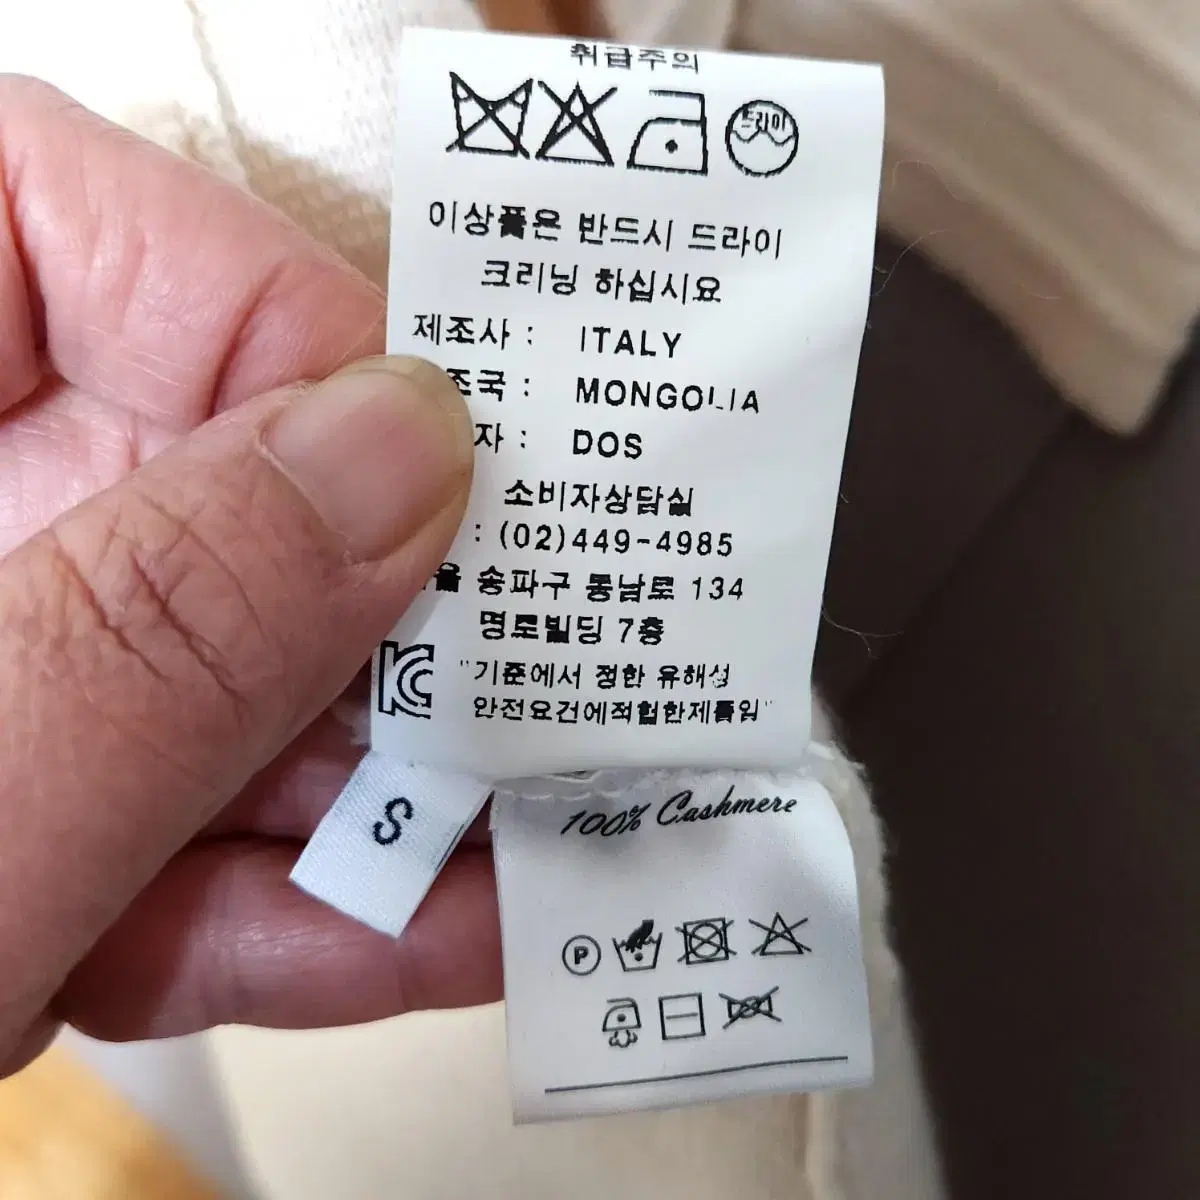 취급주의
드라이
이상품은 반드시 드라이
크리닝 하십시요
제조사 : ITALY
조국 : MONGOLIA
자 : DOS
소비자상담실
: (02)449-4985
울 송파구 동남로 134
명로빌딩 7층
KC "기준에서 정한 유해성
안전요건에적합한제품임"
S
100% Cashmere
P